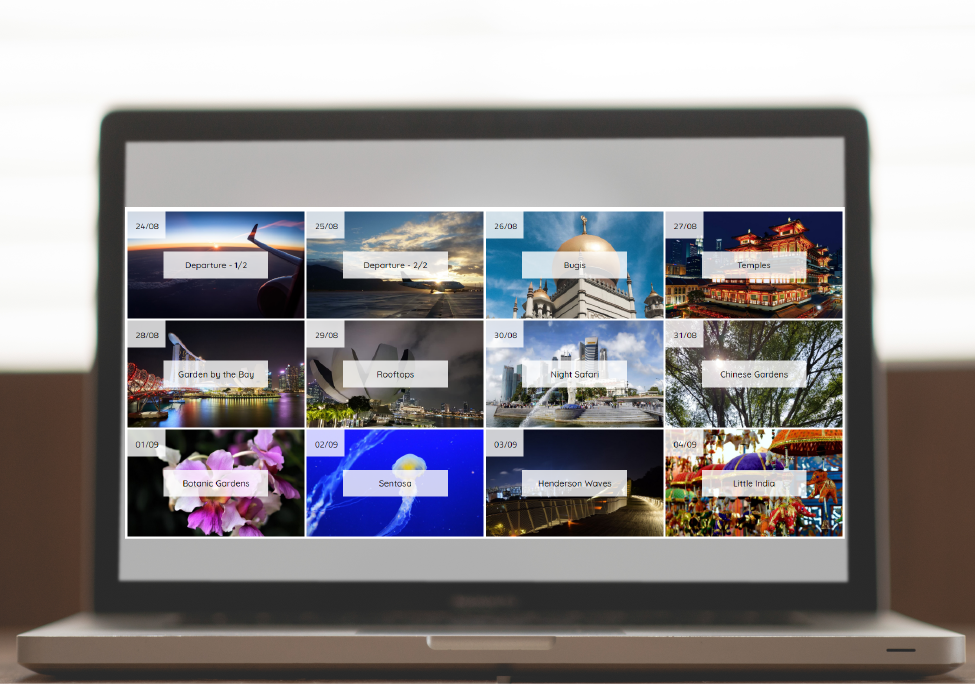 24/08
Departure - 1/2
25/08
Departure - 2/2
26/08
Bugis
27/08
Temples
28/08
Garden by the Bay
29/08
Rooftops
30/08
Night Safari
31/08
Chinese Gardens
01/09
Botanic Gardens
02/09
Sentosa
03/09
Henderson Waves
04/09
Little India